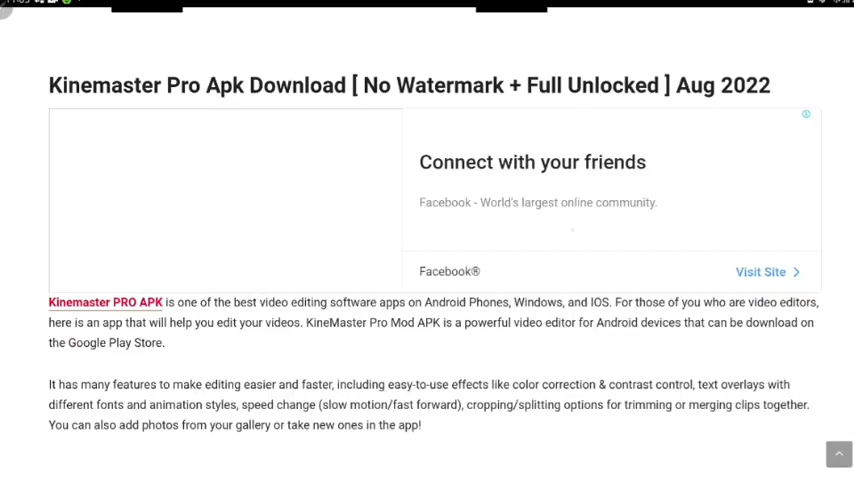 Kinemaster Pro Apk Download [ No Watermark + Full Unlocked ] Aug 2022
Connect with your friends
Facebook - World's largest online community.
Facebook®
Visit Site
Kinemaster PRO APK is one of the best video editing software apps on Android Phones, Windows, and IOS. For those of you who are video editors,
here is an app that will help you edit your videos. KineMaster Pro Mod APK is a powerful video editor for Android devices that can be download on
the Google Play Store.
It has many features to make editing easier and faster, including easy-to-use effects like color correction & contrast control, text overlays with
different fonts and animation styles, speed change (slow motion/fast forward), cropping/splitting options for trimming or merging clips together.
You can also add photos from your gallery or take new ones in the app!